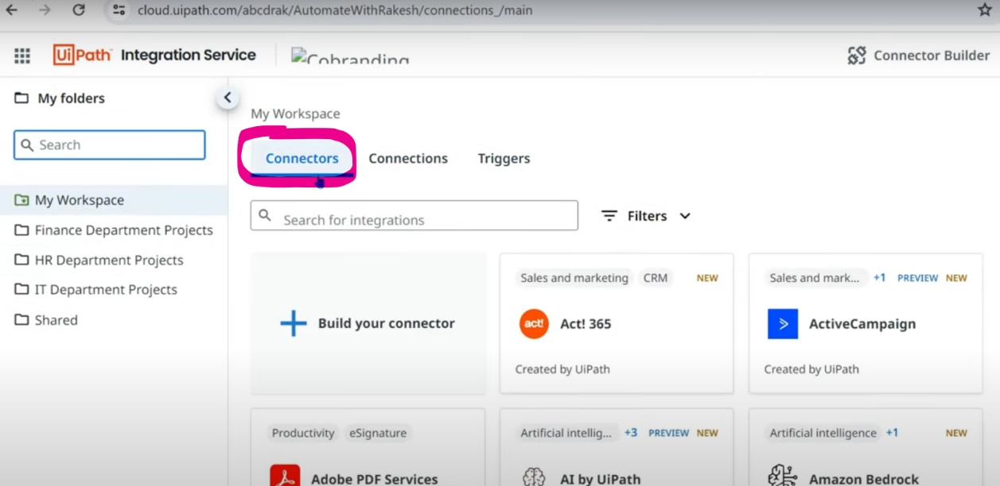 cloud.uipath.com/abcdrak/AutomateWithRakesh/connections_/main
UiPath Integration Service
Cobranding
Connector Builder
My folders
Search
My Workspace
Finance Department Projects
HR Department Projects
IT Department Projects
Shared
My Workspace
Connectors Connections Triggers
Search for integrations
Filters
Build your connector
Sales and marketing CRM NEW
act! Act! 365
Created by UiPath
Sales and mark... +1 PREVIEW NEW
ActiveCampaign
Created by UiPath
Productivity eSignature
Adobe PDF Services
Artificial intellig... +3 PREVIEW NEW
AI by UiPath
Artificial intelligence +1 NEW
Amazon Bedrock